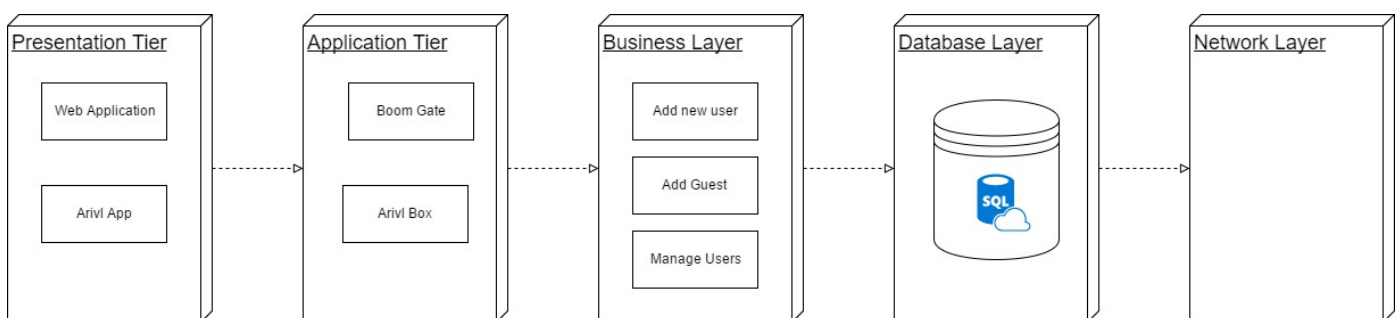 Presentation Tier
Web Application
Arivl App
Application Tier
Boom Gate
Arivl Box
Business Layer
Add new user
Add Guest
Manage Users
Database Layer
SQL
Network Layer